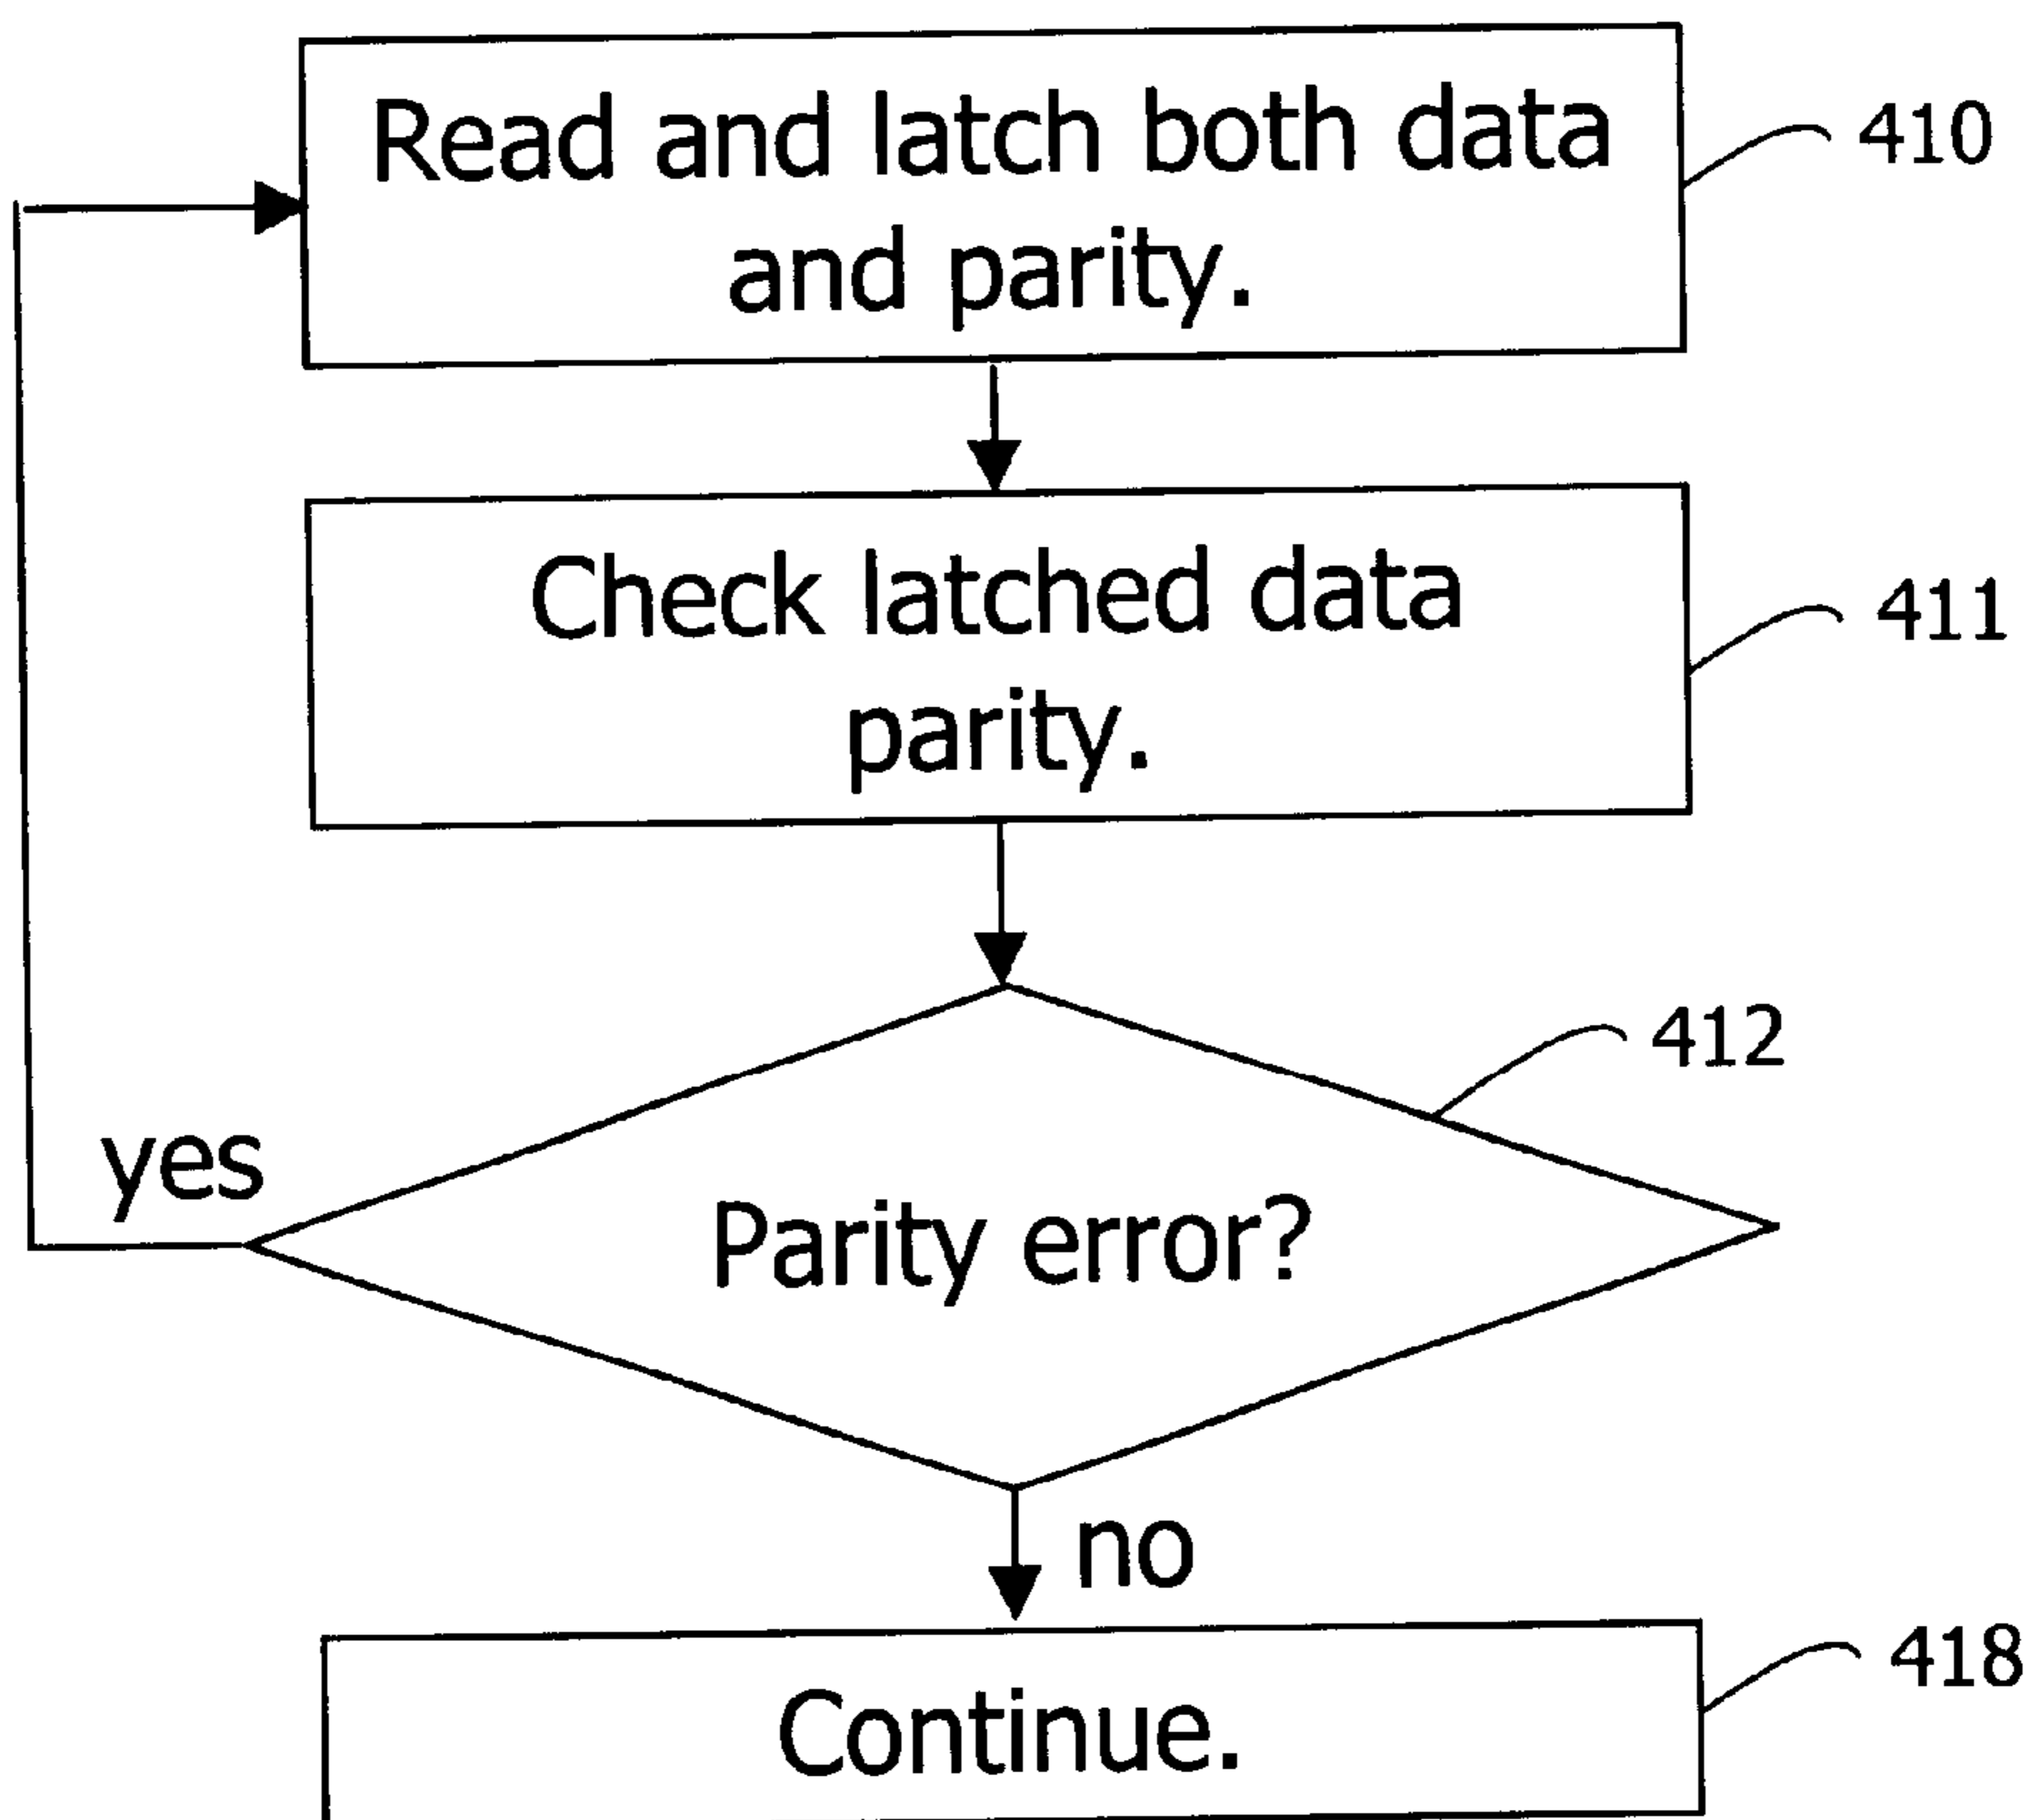 Read and latch both data
and parity.
410
Check latched data
parity.
411
412
yes
Parity error?
no
418
Continue.